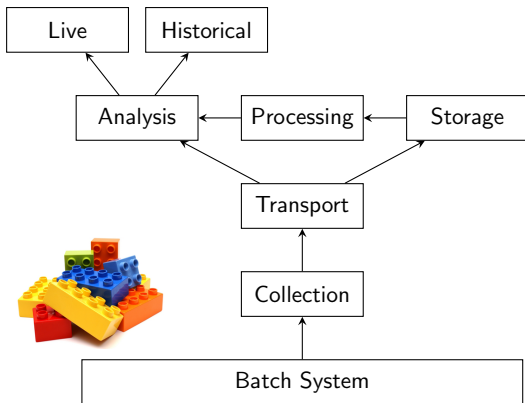 Live
Historical
Analysis
Processing
Storage
Transport
Collection
Batch System